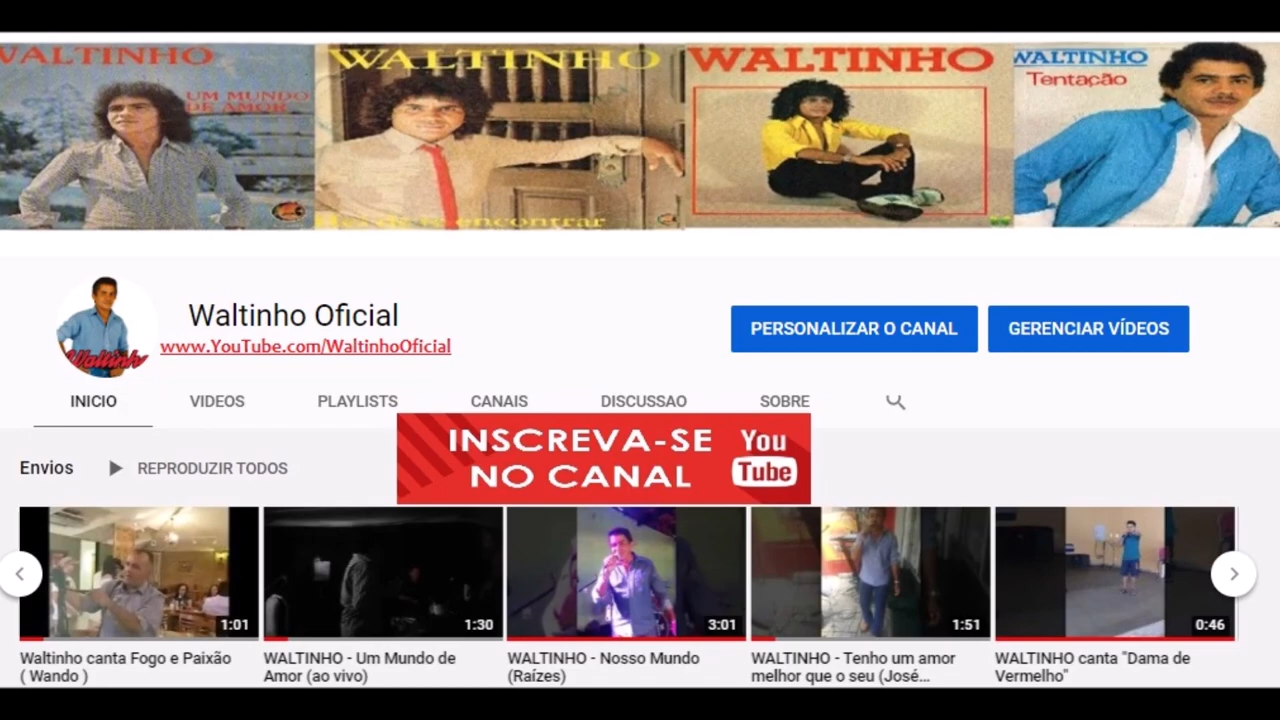 WALTINHO
UM MUNDO
DE AMOR
WALTINHO
encontrar
WALTINHO
WALTINHO
Tentação
Waltinho Oficial
www.YouTube.com/WaltinhoOficial
PERSONALIZAR O CANAL
GERENCIAR VÍDEOS
Waltinho
INICIO
VIDEOS
PLAYLISTS
CANAIS
DISCUSSAO
SOBRE
INSCREVA-SE
NO CANAL
You
Tube
Envios
REPRODUZIR TODOS
1:01
1:30
3:01
1:51
0:46
Waltinho canta Fogo e Paixão
( Wando )
WALTINHO - Um Mundo de
Amor (ao vivo)
WALTINHO - Nosso Mundo
(Raízes)
WALTINHO - Tenho um amor
melhor que o seu (José...
WALTINHO canta "Dama de
Vermelho"